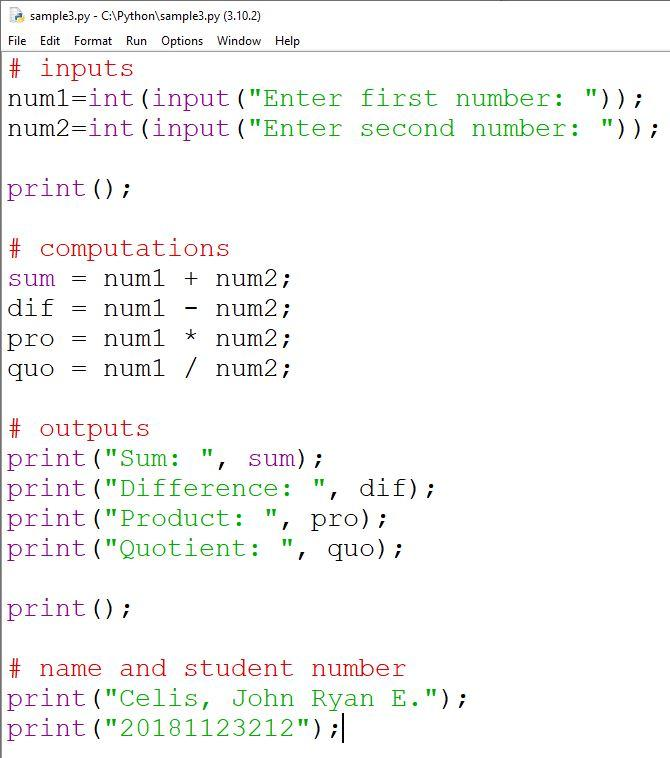 sample3.py - C:\Python\sample3.py (3.10.2)
File Edit Format Run Options Window Help
# inputs
num1=int(input("Enter first number: "));
num2=int(input("Enter second number: "));
print();
# computations
sum = num1 + num2;
dif = num1 - num2;
pro = num1 * num2;
quo = num1 / num2;
# outputs
print("Sum: ", sum);
print("Difference: ", dif);
print("Product: ", pro);
print("Quotient: ", quo);
print();
# name and student number
print("Celis, John Ryan E.");
print("20181123212");